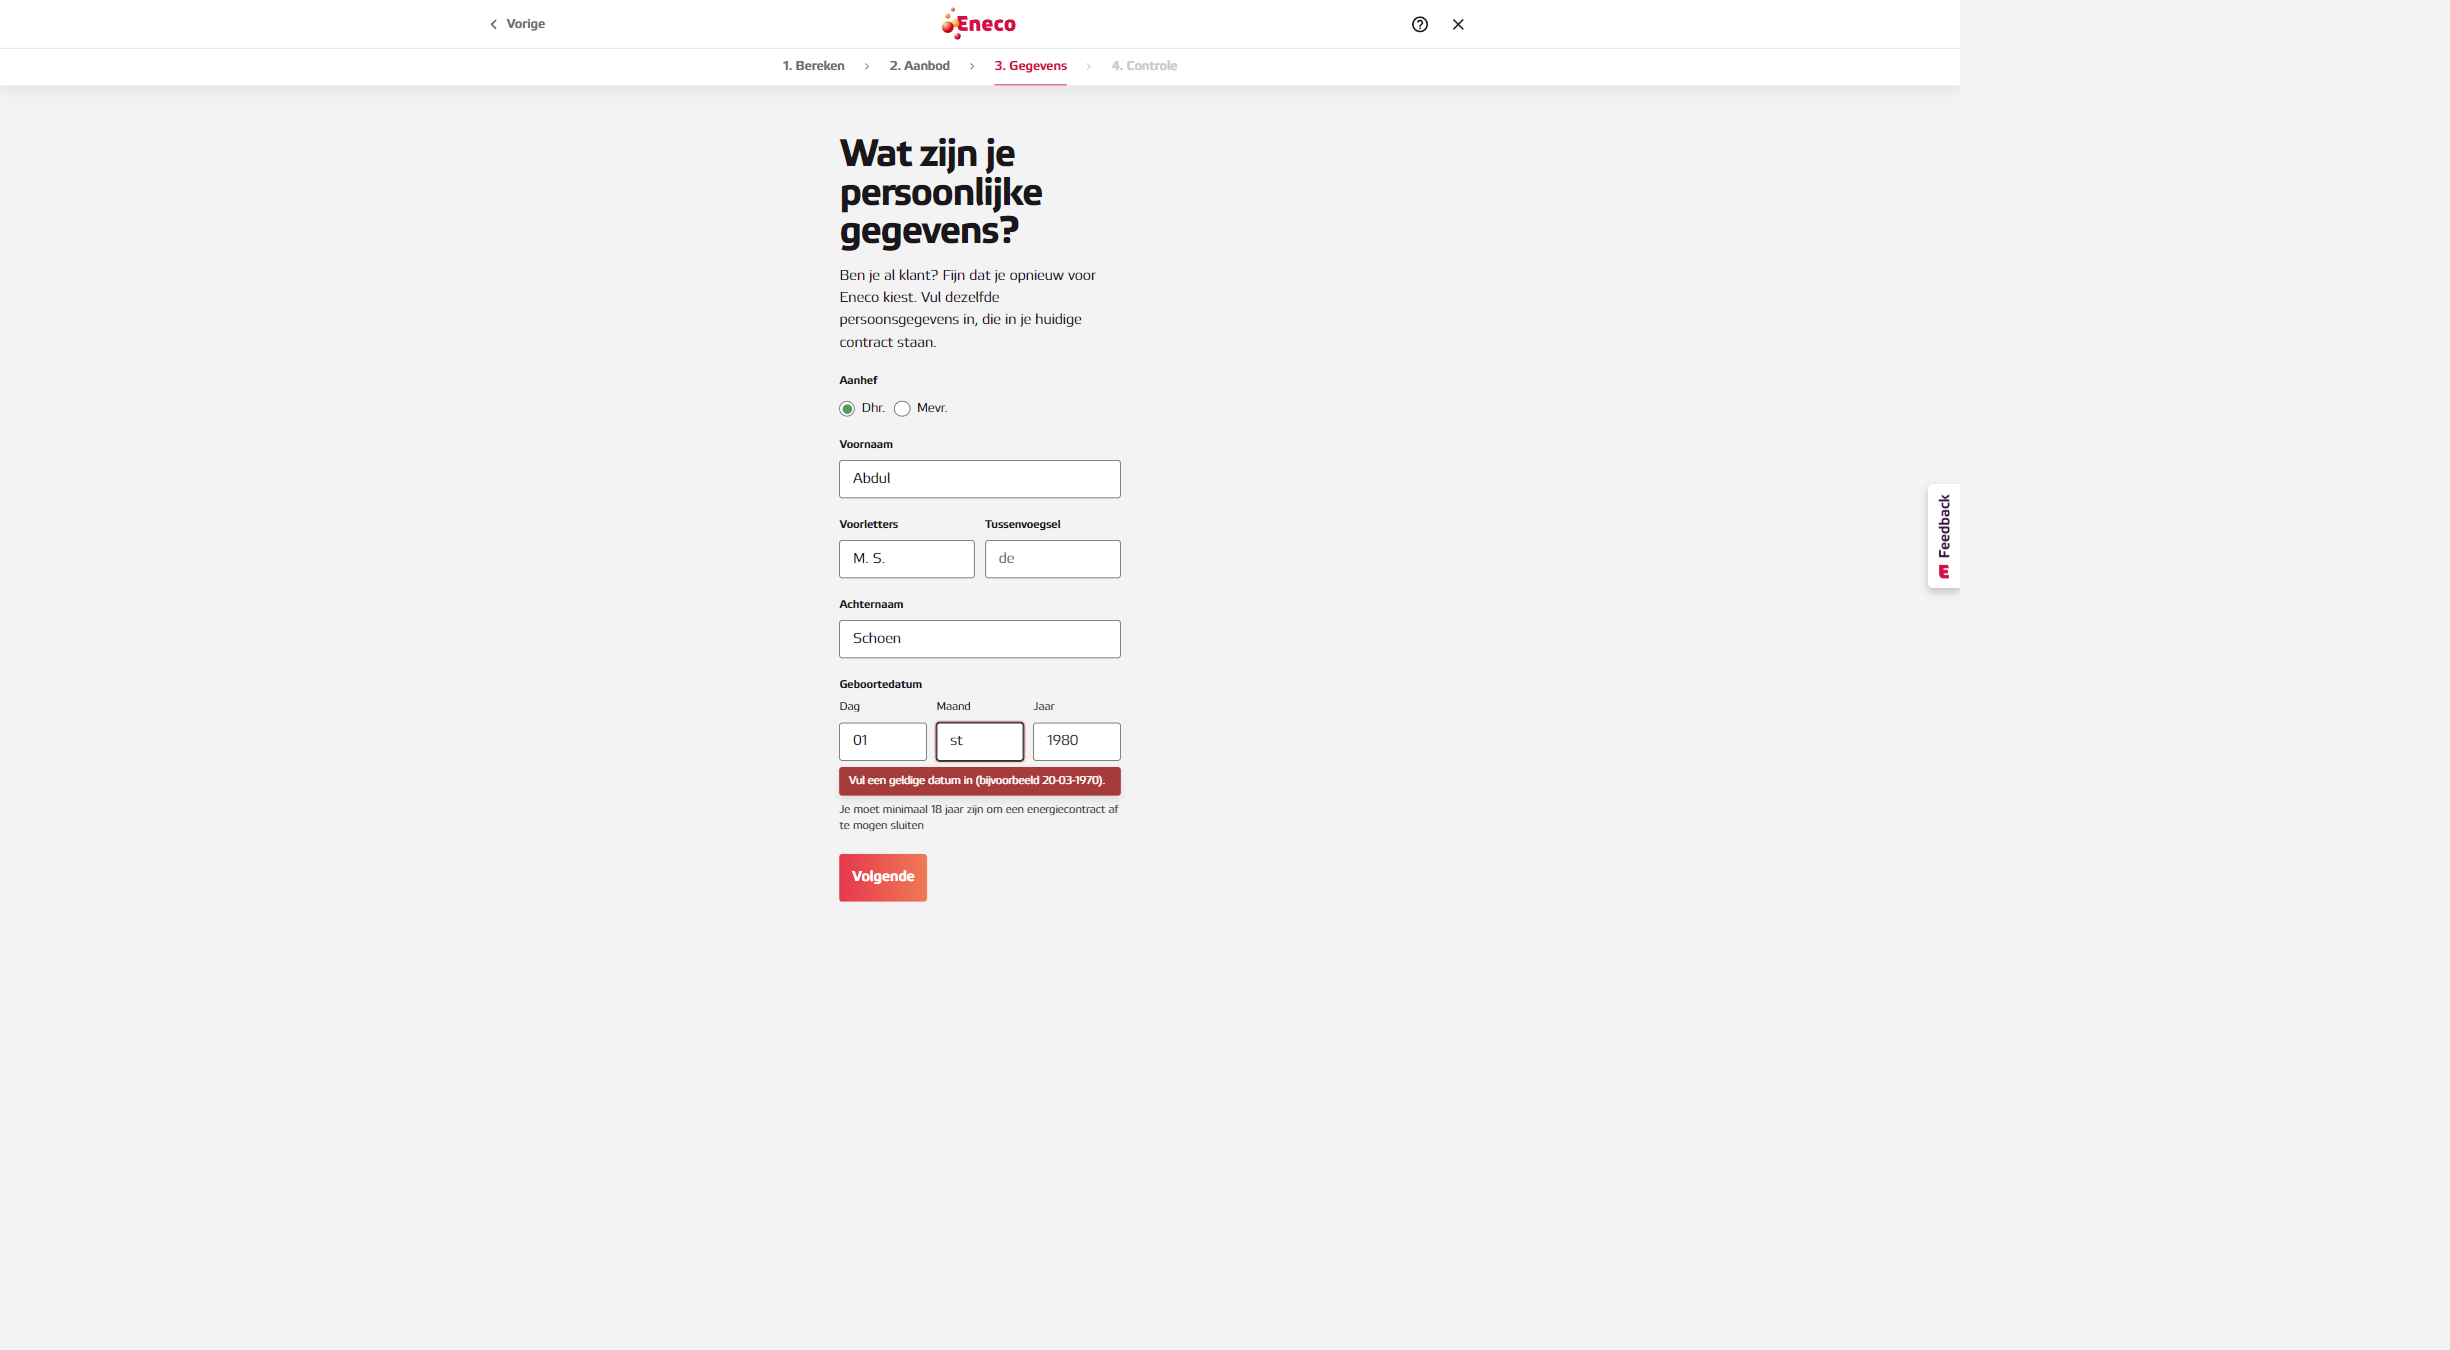 Vorige
Eneco
1. Bereken
2. Aanbod
3. Gegevens
4. Controle
Wat zijn je
persoonlijke
gegevens?
Ben je al klant? Fijn dat je opnieuw voor
Eneco kiest. Vul dezelfde
persoonsgegevens in, die in je huidige
contract staan.
Aanhef
Dhr. Mevr.
Voornaam
Abdul
Voorletters Tussenvoegsel
M. S. de
Achternaam
Schoen
Geboortedatum
Dag Maand Jaar
01 st 1980
Vul een geldige datum in (bijvoorbeeld 20-03-1970).
Je moet minimaal 18 jaar zijn om een energiecontract af
te mogen sluiten
Volgende
E Feedback